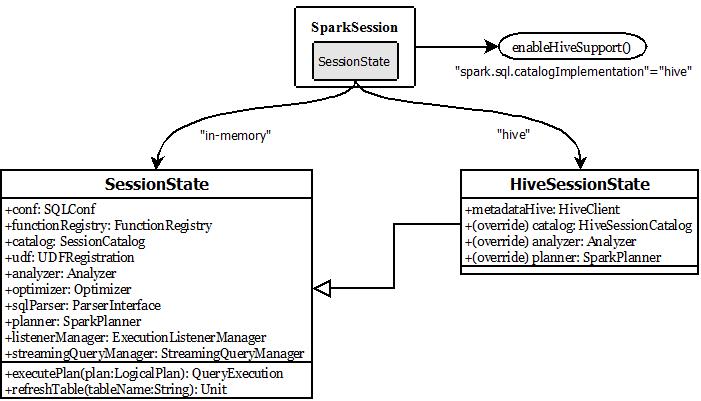 SparkSession
SessionState
enableHiveSupport()
"spark.sql.catalogImplementation"="hive"
"in-memory"
"hive"
SessionState
+conf: SQLConf
+functionRegistry: FunctionRegistry
+catalog: SessionCatalog
+udf: UDFRegistration
+analyzer: Analyzer
+optimizer: Optimizer
+sqlParser: ParserInterface
+planner: SparkPlanner
+listenerManager: ExecutionListenerManager
+streamingQueryManager: StreamingQueryManager
+executePlan(plan:LogicalPlan): QueryExecution
+refreshTable(tableName:String): Unit
HiveSessionState
+metadataHive: HiveClient
+(override) catalog: HiveSessionCatalog
+(override) analyzer: Analyzer
+(override) planner: SparkPlanner